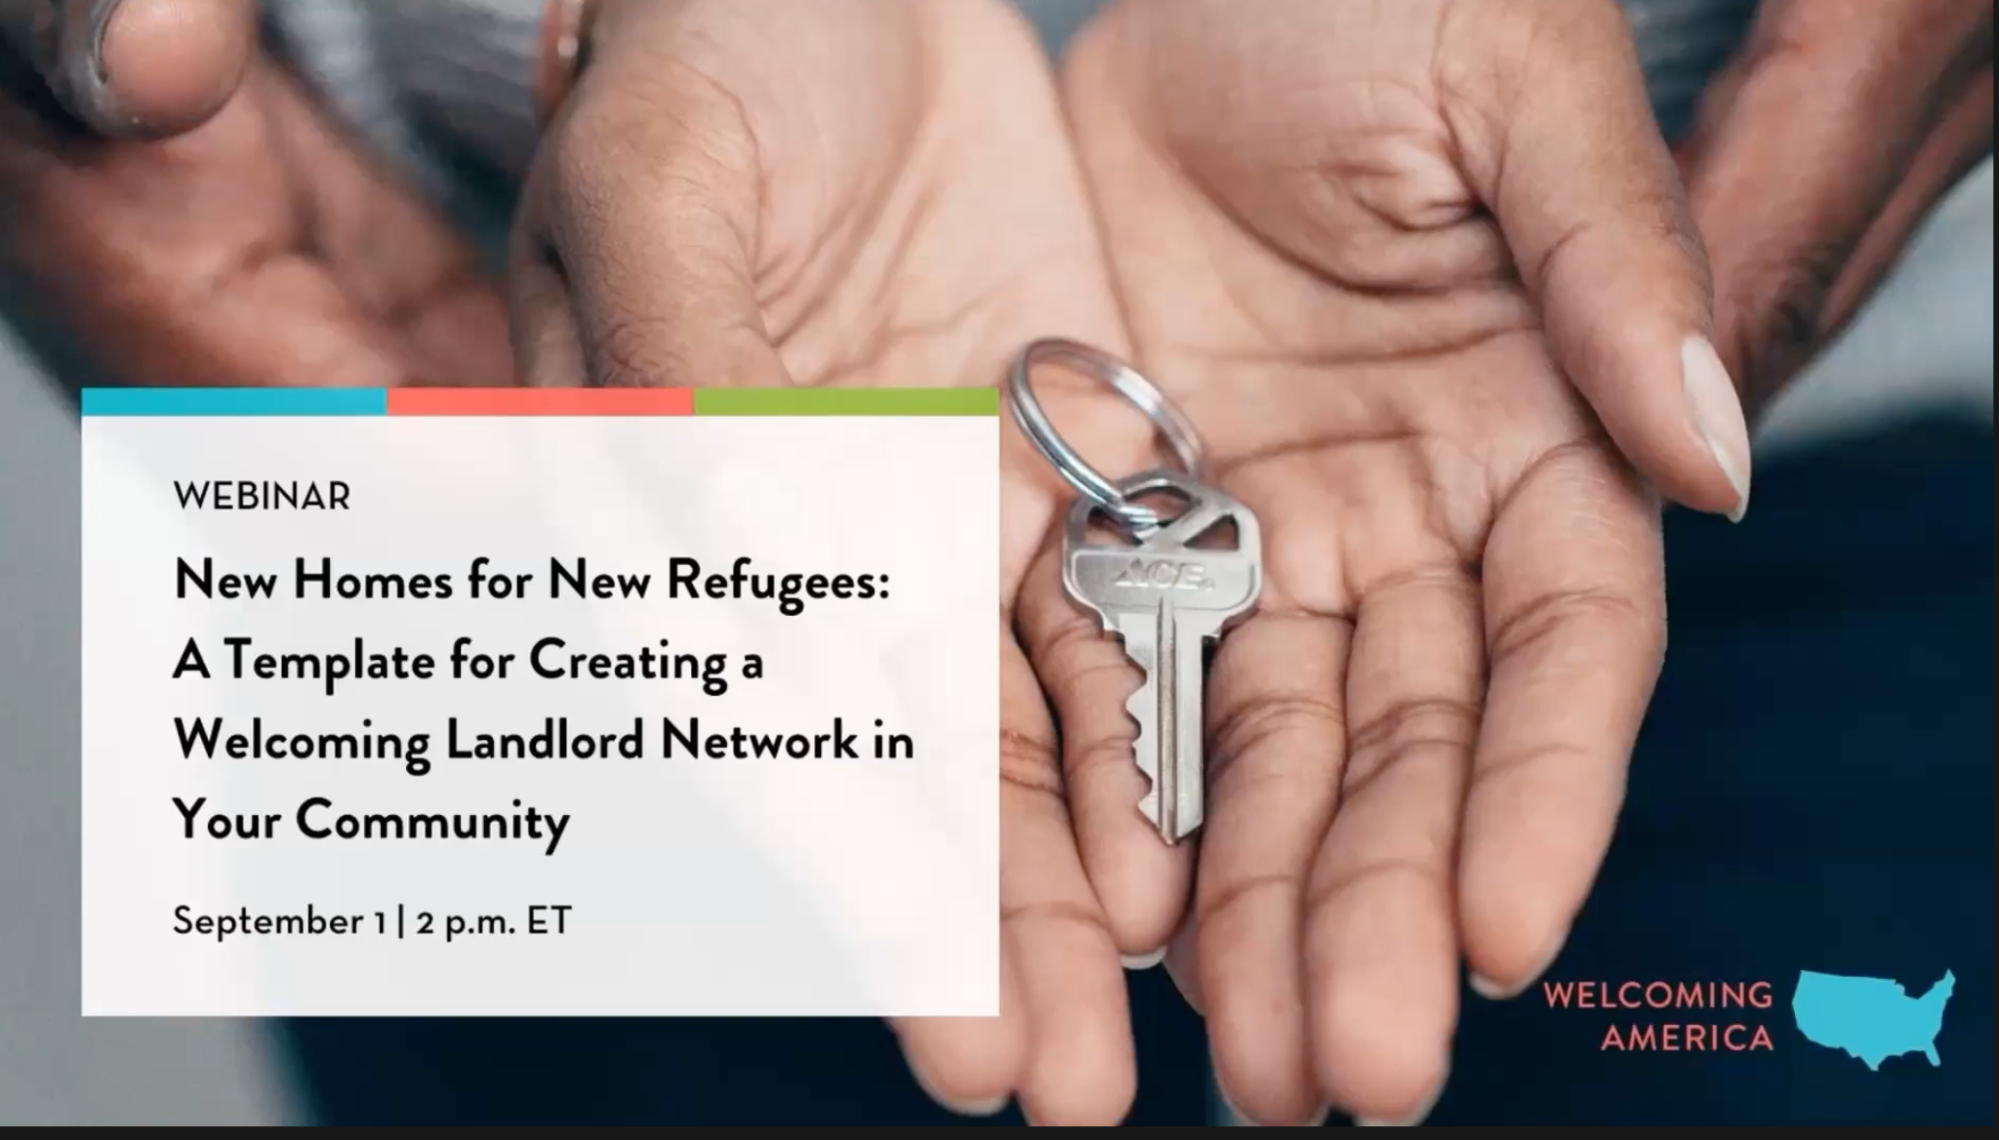 WEBINAR
New Homes for New Refugees:
A Template for Creating a
Welcoming Landlord Network in
Your Community
September 1 | 2 p.m. ET
ACE
WELCOMING
AMERICA